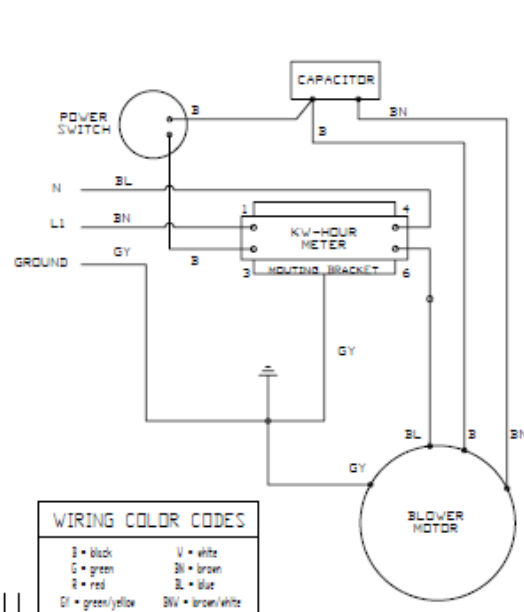 CAPACITOR
POWER
SWITCH
B
BN
B
N
BL
L1
BN
GROUND
GY
B
1
4
KW-HOUR
METER
3
MOUTING BRACKET
6
GY
BL
B
BN
GY
BLOWER
MOTOR
WIRING COLOR CODES
B = black
W = white
G = green
BN = brown
R = red
BL = blue
GY = green/yellow
BNW = brown/white